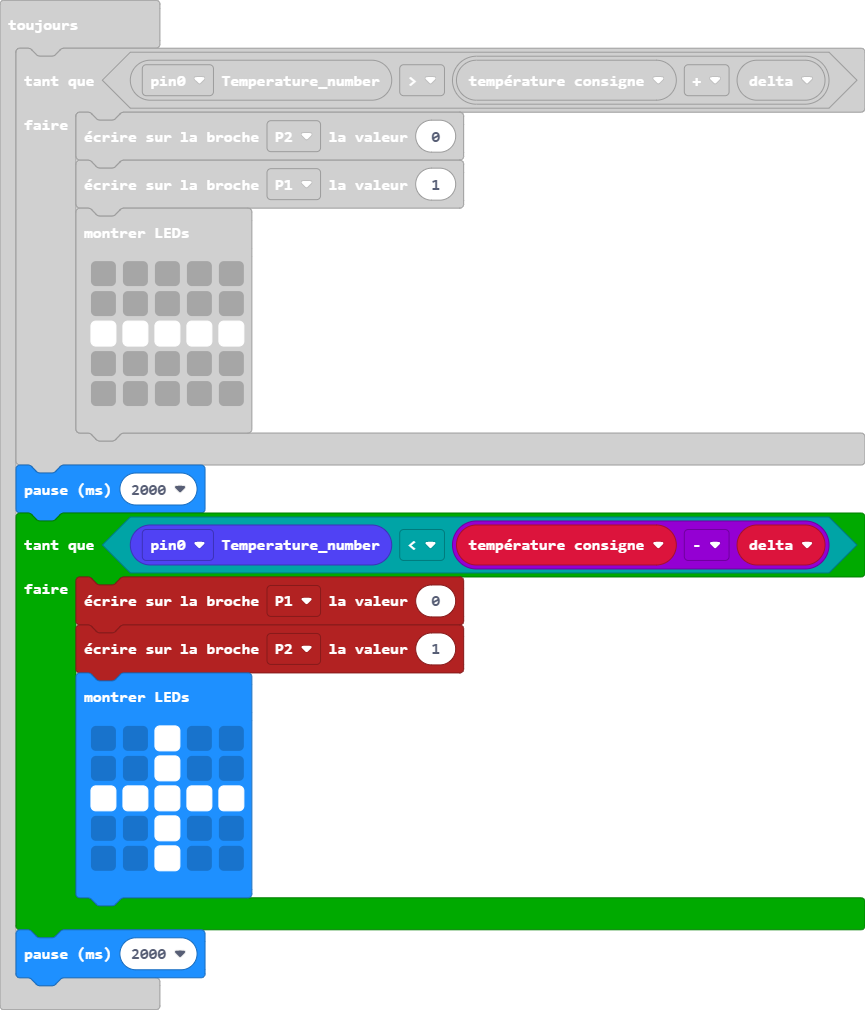 toujours
tant que pin0 Temperature_number > température consigne + delta
faire
écrire sur la broche P2 la valeur 0
écrire sur la broche P1 la valeur 1
montrer LEDs
pause (ms) 2000
tant que pin0 Temperature_number < température consigne - delta
faire
écrire sur la broche P1 la valeur 0
écrire sur la broche P2 la valeur 1
montrer LEDs
pause (ms) 2000